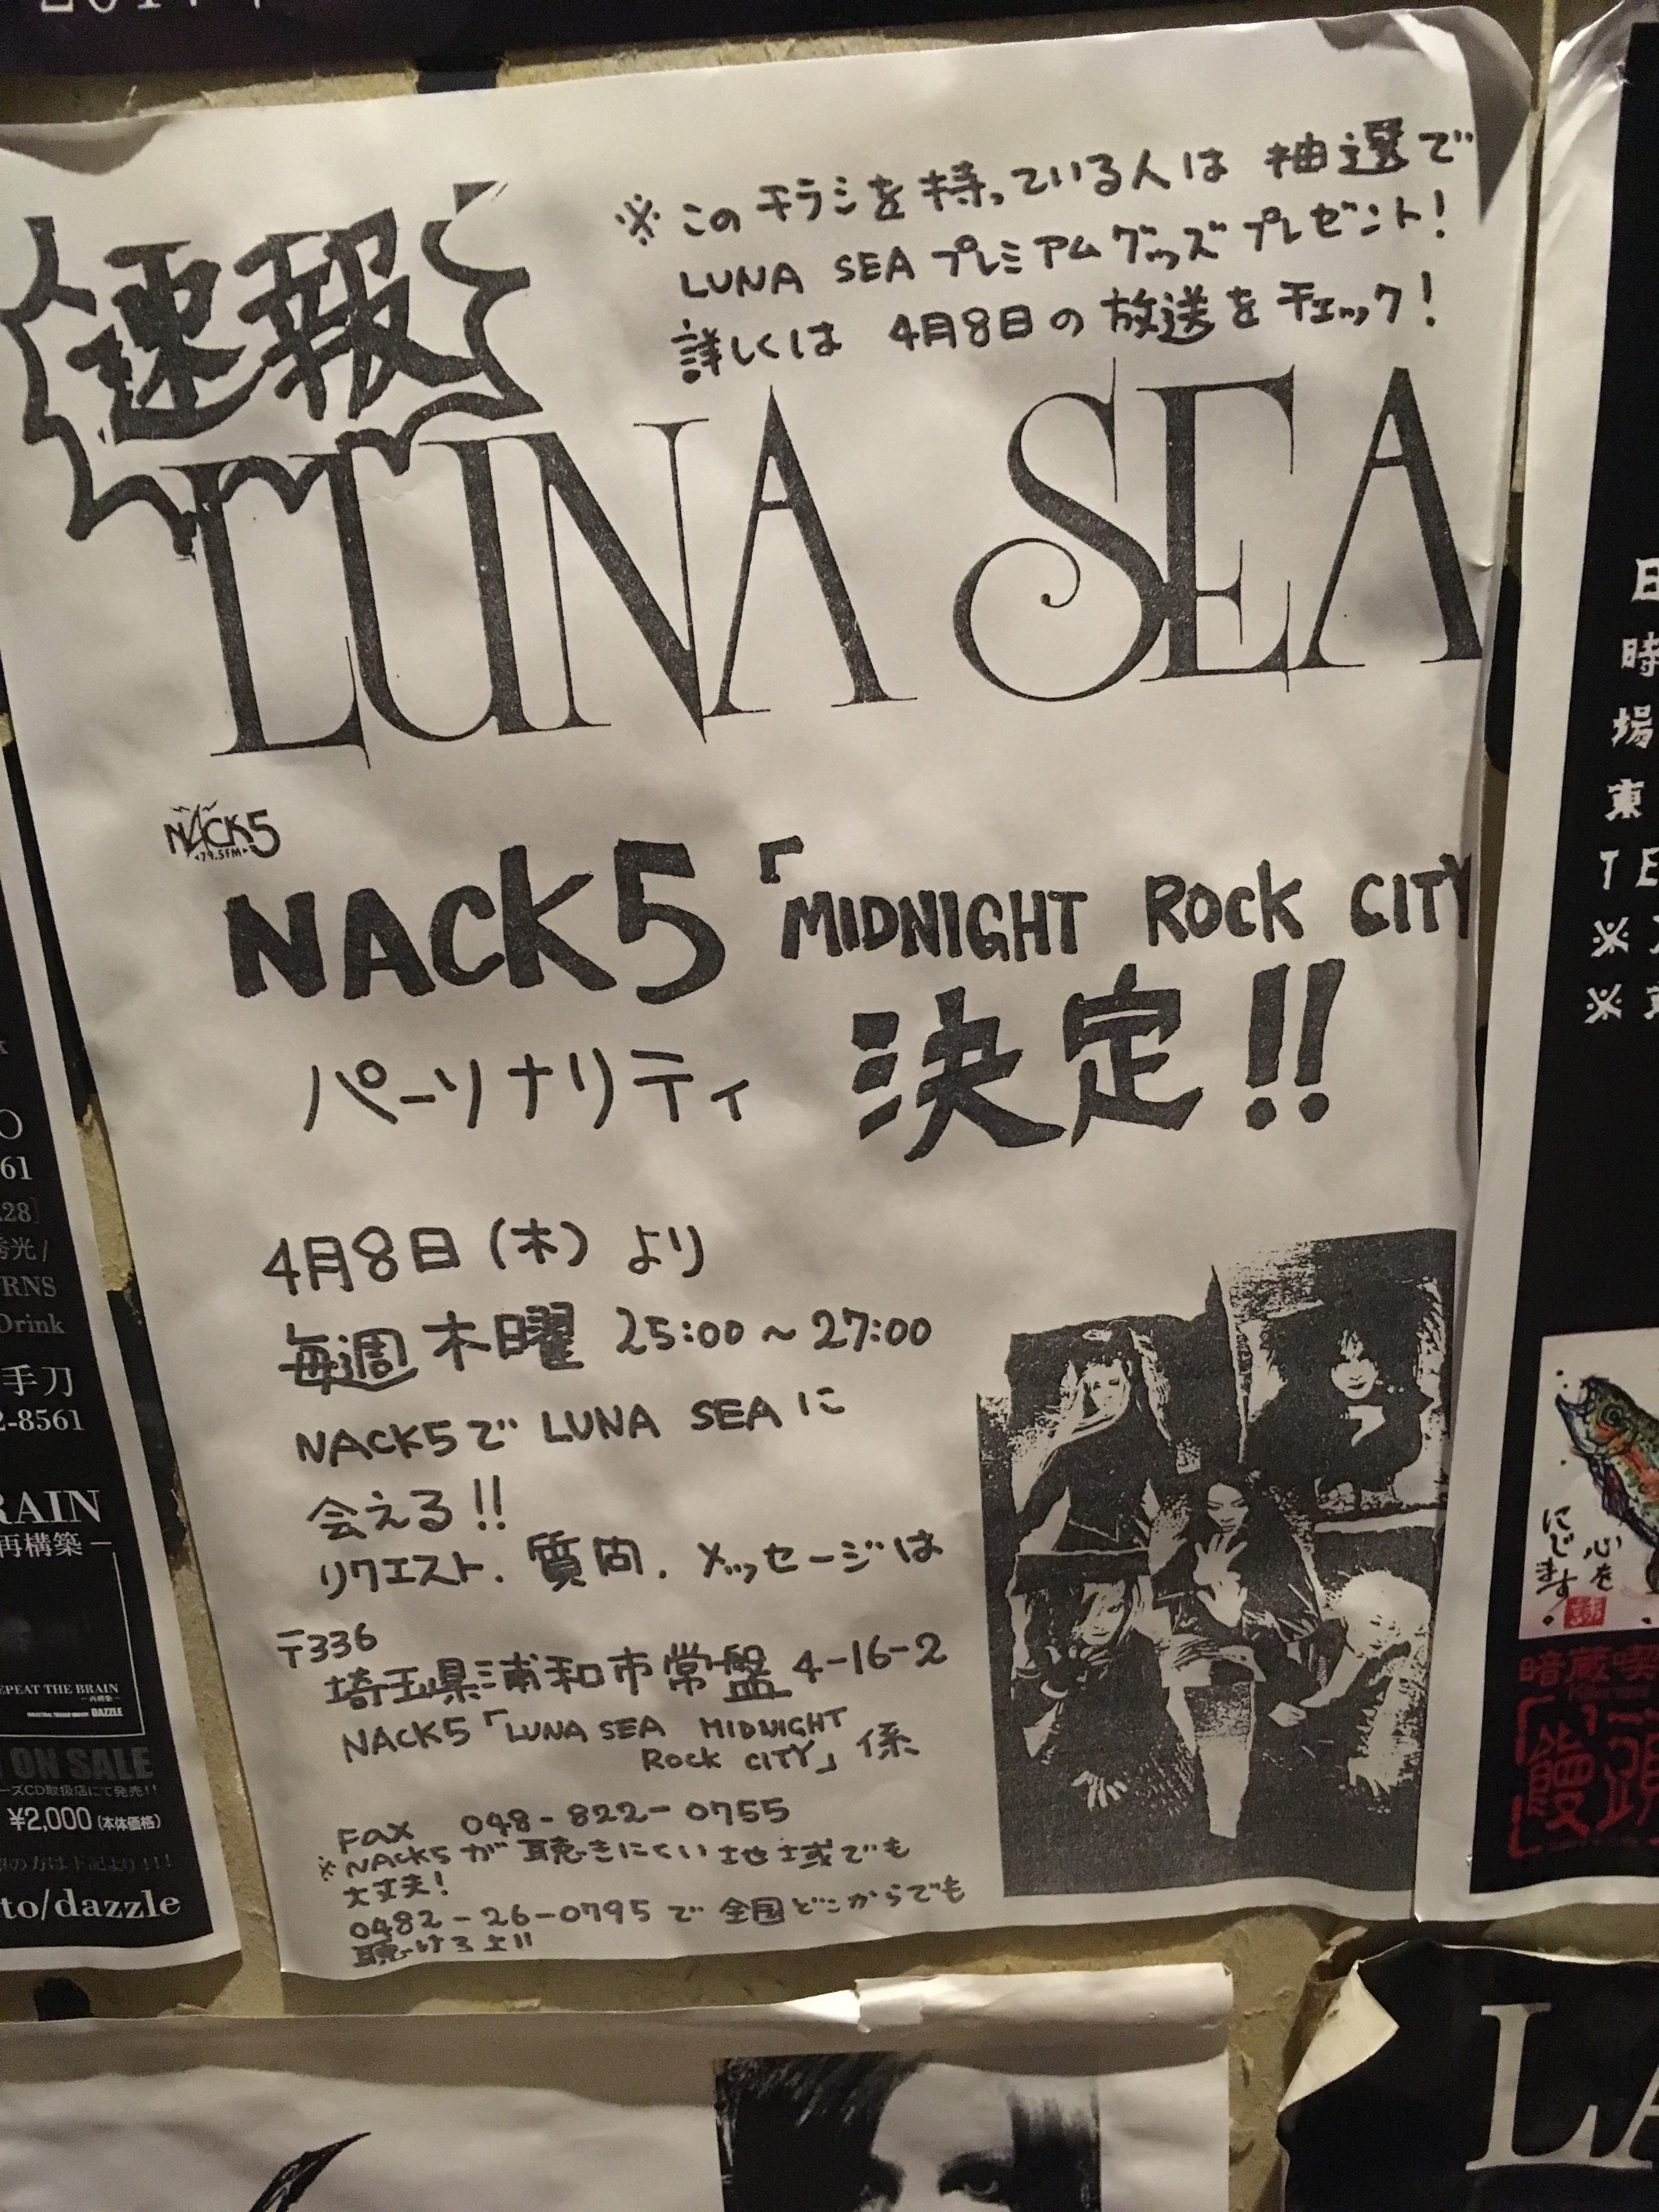 速報
※このチラシを持っている人は 抽選で
LUNA SEA プレミアムグッズプレゼント!
詳しくは 4月8日の放送をチェック!
LUNA SEA
NACK5
79.5FM
NACK5「MIDNIGHT ROCK CITY
パーソナリティ 決定!!
4月8日(木)より
毎週木曜 25:00~27:00
NACK5で LUNA SEA に
会える!!
リクエスト.質問.メッセージは
〒336
埼玉県浦和市常盤4-16-2
NACK5「LUNA SEA MIDNIGHT
ROCK CITY」係
FAX 048-822-0755
※NACK5が聴きにくい地域でも
大丈夫!
0482-26-0795で全国どこからでも
聴けるよ!!
61
.28]
秀光/
RNS
Drink
手刀
2-8561
RAIN
再構築-
EPEAT THE BRAIN
-再構築-
DAZZLE
ON SALE
ズCD取扱店にて発売!!
¥2,000(本体価格)
の方は下記より!!!
to/dazzle
日
時
場
東
TE
※
※
心を
にじ
ます。
暗蔵喫
饅
LA